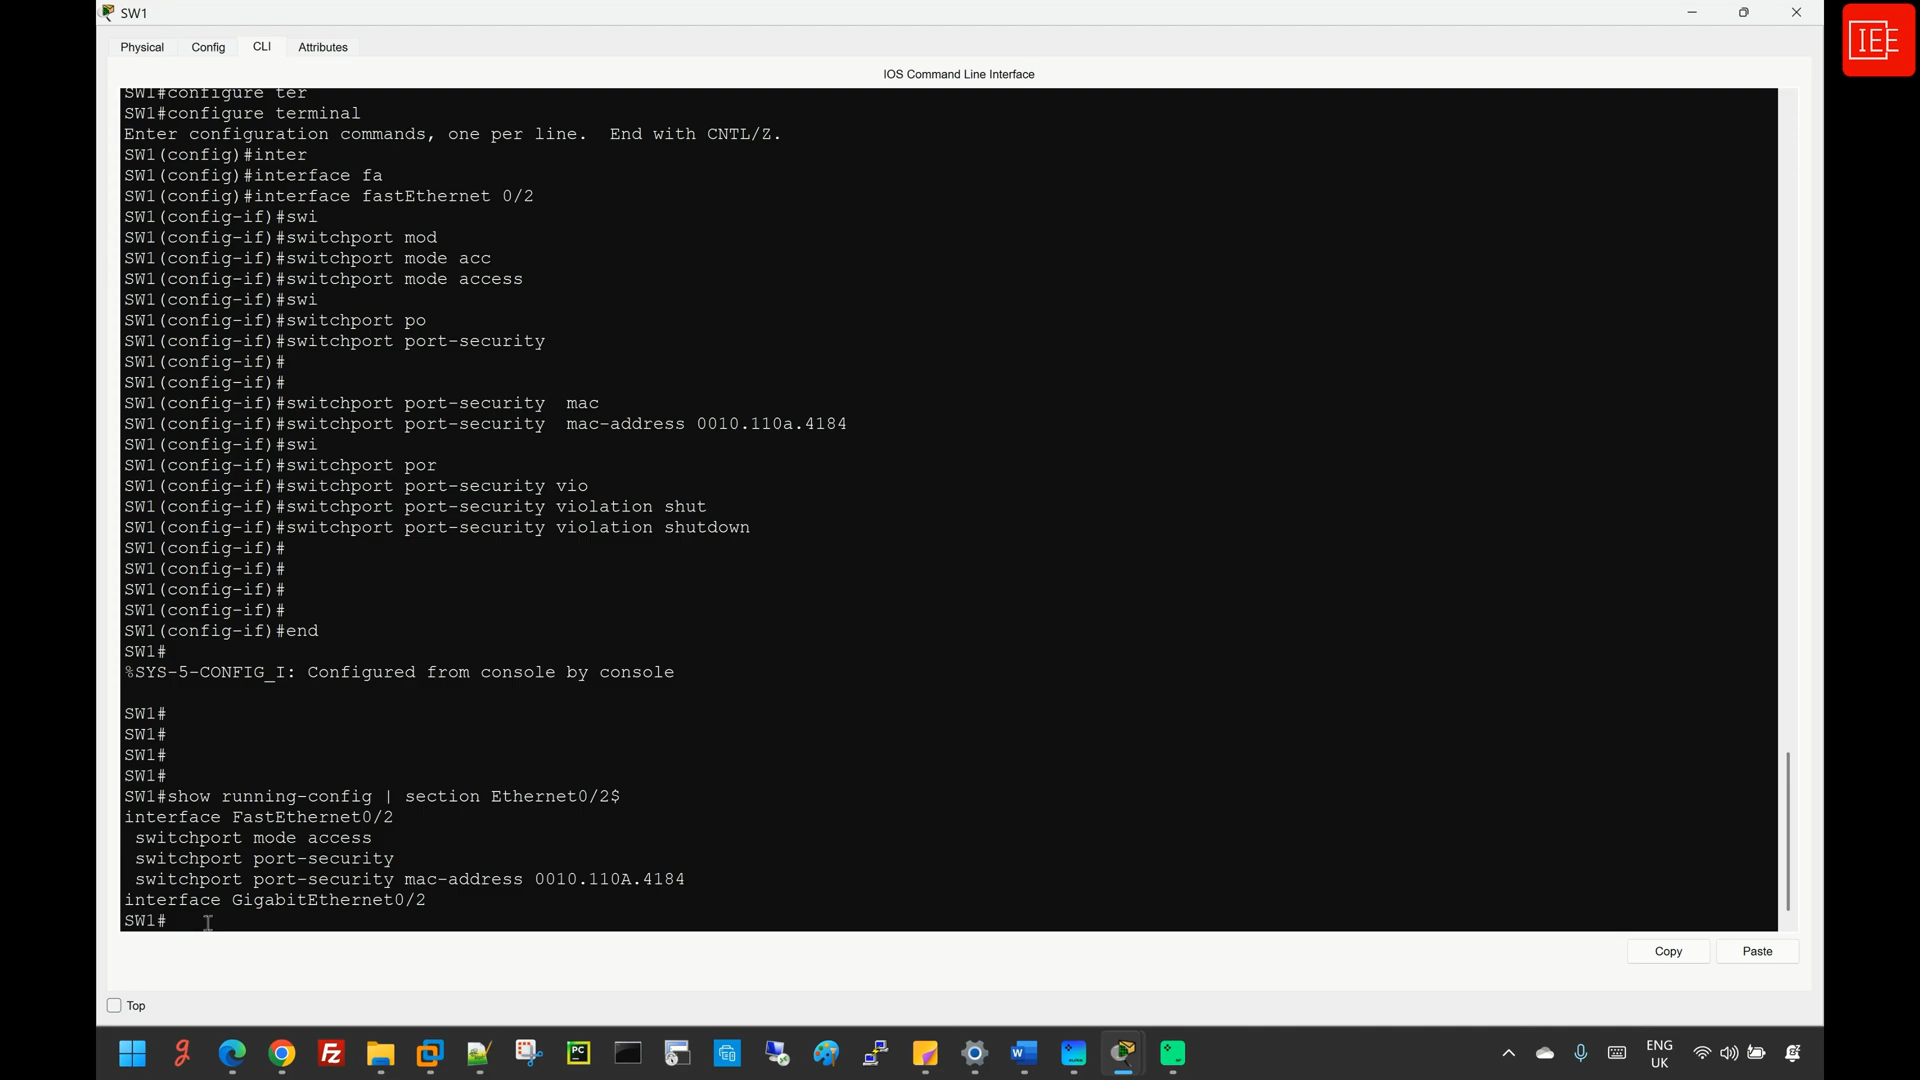 SW1
IEE
Physical Config CLI Attributes
IOS Command Line Interface
SW1#configure ter
SW1#configure terminal
Enter configuration commands, one per line.  End with CNTL/Z.
SW1(config)#inter
SW1(config)#interface fa
SW1(config)#interface fastEthernet 0/2
SW1(config-if)#swi
SW1(config-if)#switchport mod
SW1(config-if)#switchport mode acc
SW1(config-if)#switchport mode access
SW1(config-if)#swi
SW1(config-if)#switchport po
SW1(config-if)#switchport port-security
SW1(config-if)#
SW1(config-if)#
SW1(config-if)#switchport port-security  mac
SW1(config-if)#switchport port-security  mac-address 0010.110a.4184
SW1(config-if)#swi
SW1(config-if)#switchport por
SW1(config-if)#switchport port-security vio
SW1(config-if)#switchport port-security violation shut
SW1(config-if)#switchport port-security violation shutdown
SW1(config-if)#
SW1(config-if)#
SW1(config-if)#
SW1(config-if)#
SW1(config-if)#end
SW1#
%SYS-5-CONFIG_I: Configured from console by console
SW1#
SW1#
SW1#
SW1#
SW1#show running-config | section Ethernet0/2$
interface FastEthernet0/2
switchport mode access
switchport port-security
switchport port-security mac-address 0010.110A.4184
interface GigabitEthernet0/2
SW1#
Copy Paste
Top
ENG
UK